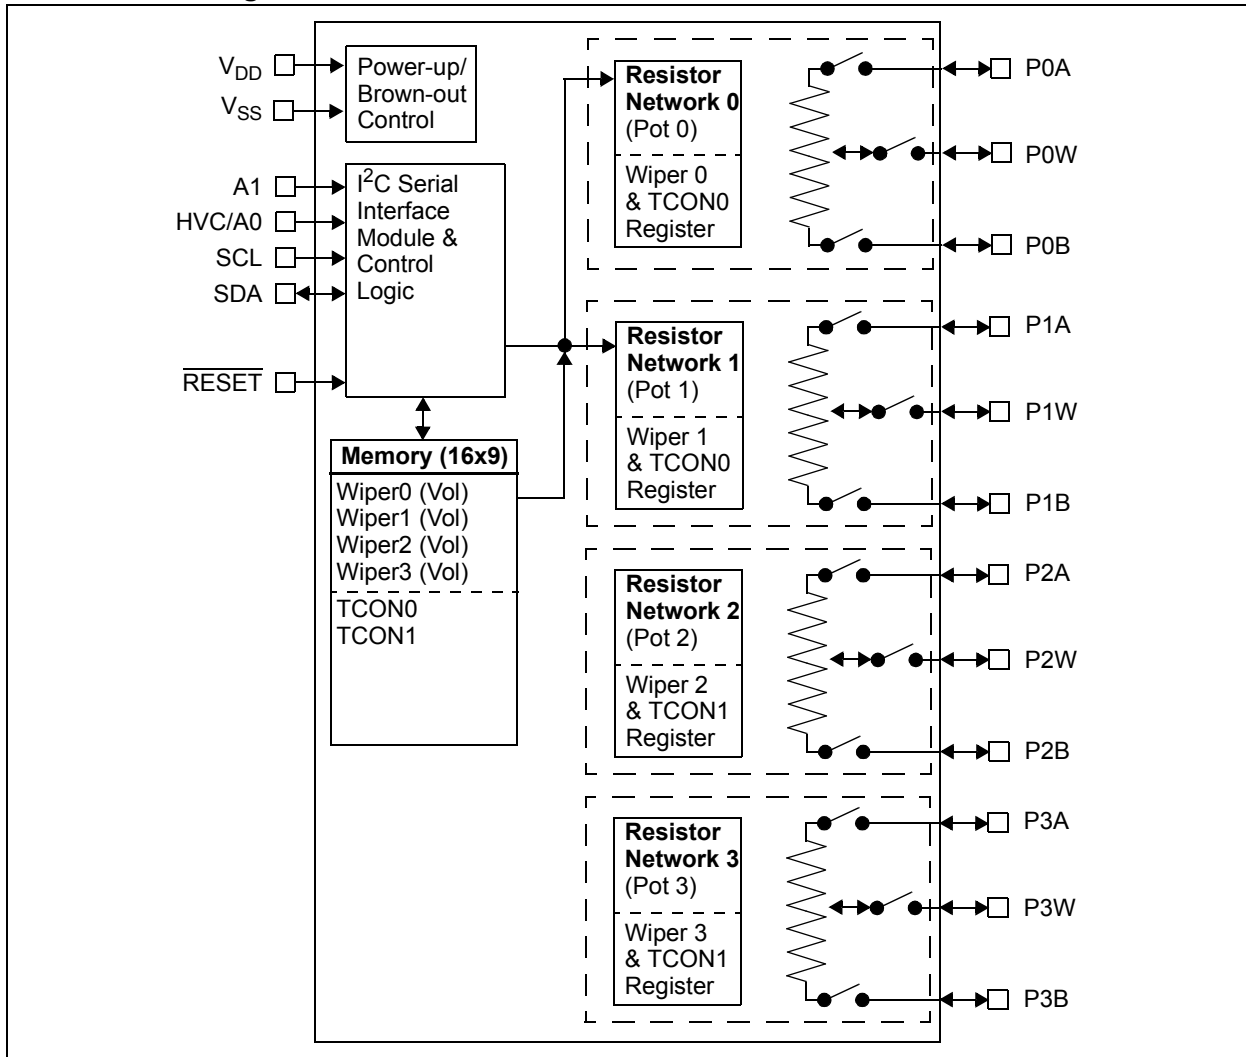 V_DD
V_SS
Power-up/
Brown-out
Control
A1
HVC/A0
SCL
SDA
RESET
I²C Serial
Interface
Module &
Control
Logic
Memory (16x9)
Wiper0 (Vol)
Wiper1 (Vol)
Wiper2 (Vol)
Wiper3 (Vol)
TCON0
TCON1
Resistor
Network 0
(Pot 0)
Wiper 0
& TCON0
Register
P0A
P0W
P0B
Resistor
Network 1
(Pot 1)
Wiper 1
& TCON0
Register
P1A
P1W
P1B
Resistor
Network 2
(Pot 2)
Wiper 2
& TCON1
Register
P2A
P2W
P2B
Resistor
Network 3
(Pot 3)
Wiper 3
& TCON1
Register
P3A
P3W
P3B